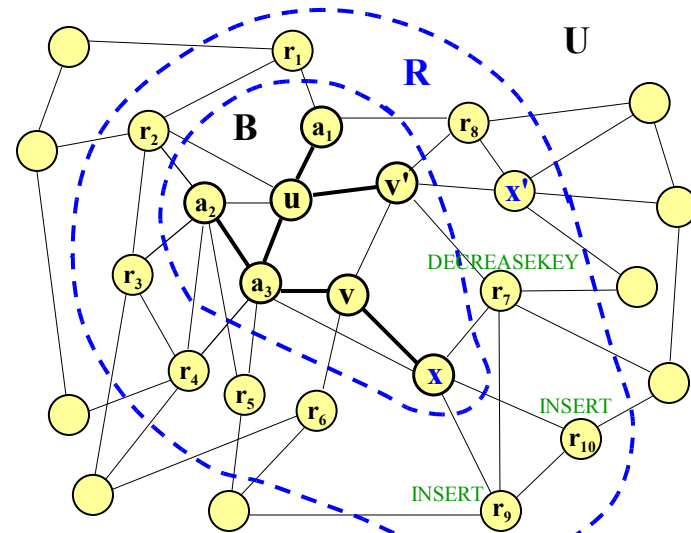 U
r₁
R
B
a₁
r₈
r₂
x'
v'
u
a₂
DECREASEKEY
r₃
a₃
v
r₇
r₄
x
r₅
r₆
INSERT
r₁₀
INSERT
r₉